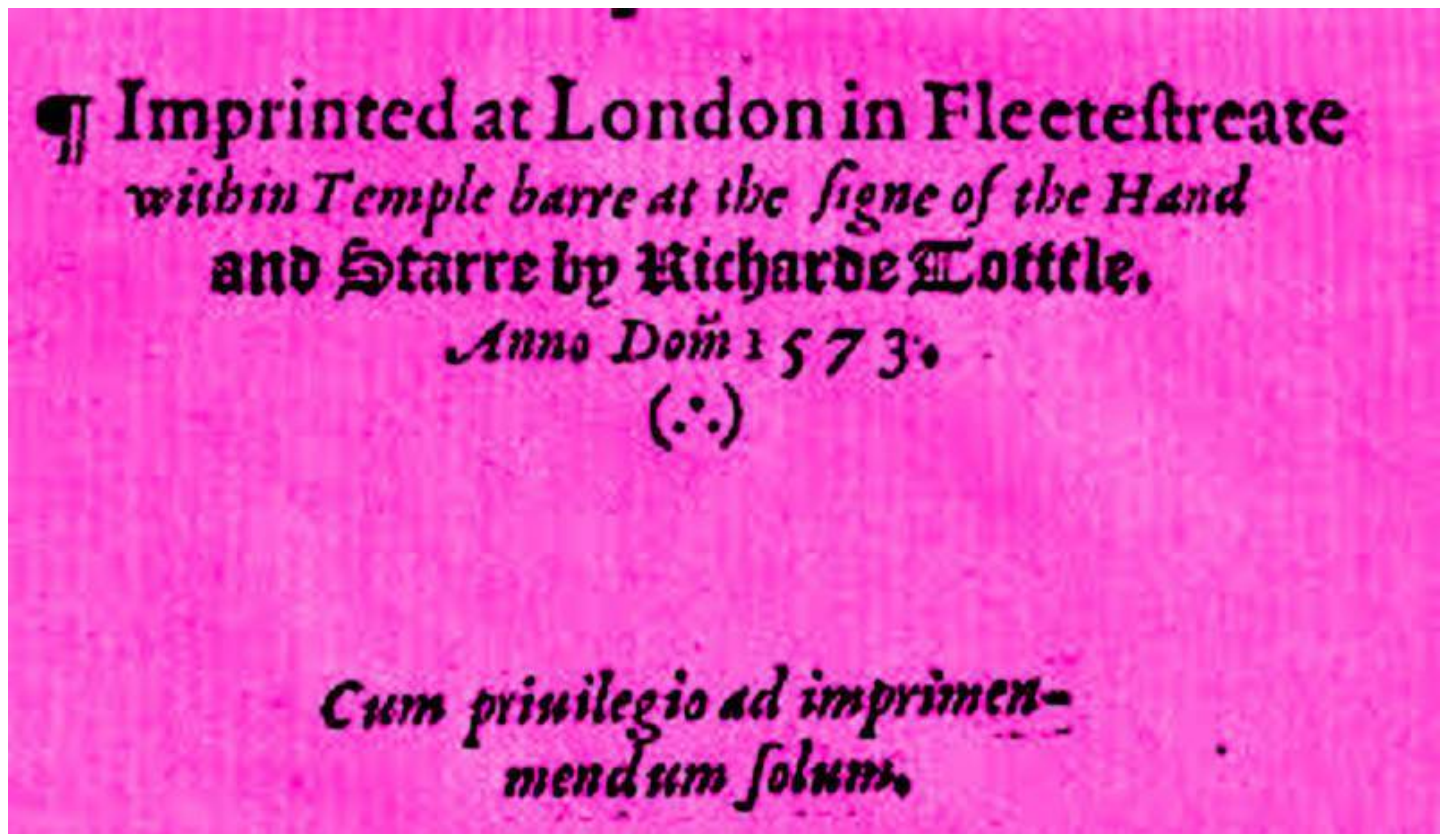 ¶ Imprinted at London in Fleeteſtreate
within Temple barre at the ſigne of the Hand
and Starre by Richarde Totttle.
Anno Dom̃ 1573.
(∴)
Cum priuilegio ad imprimen-
mendum ſolum.